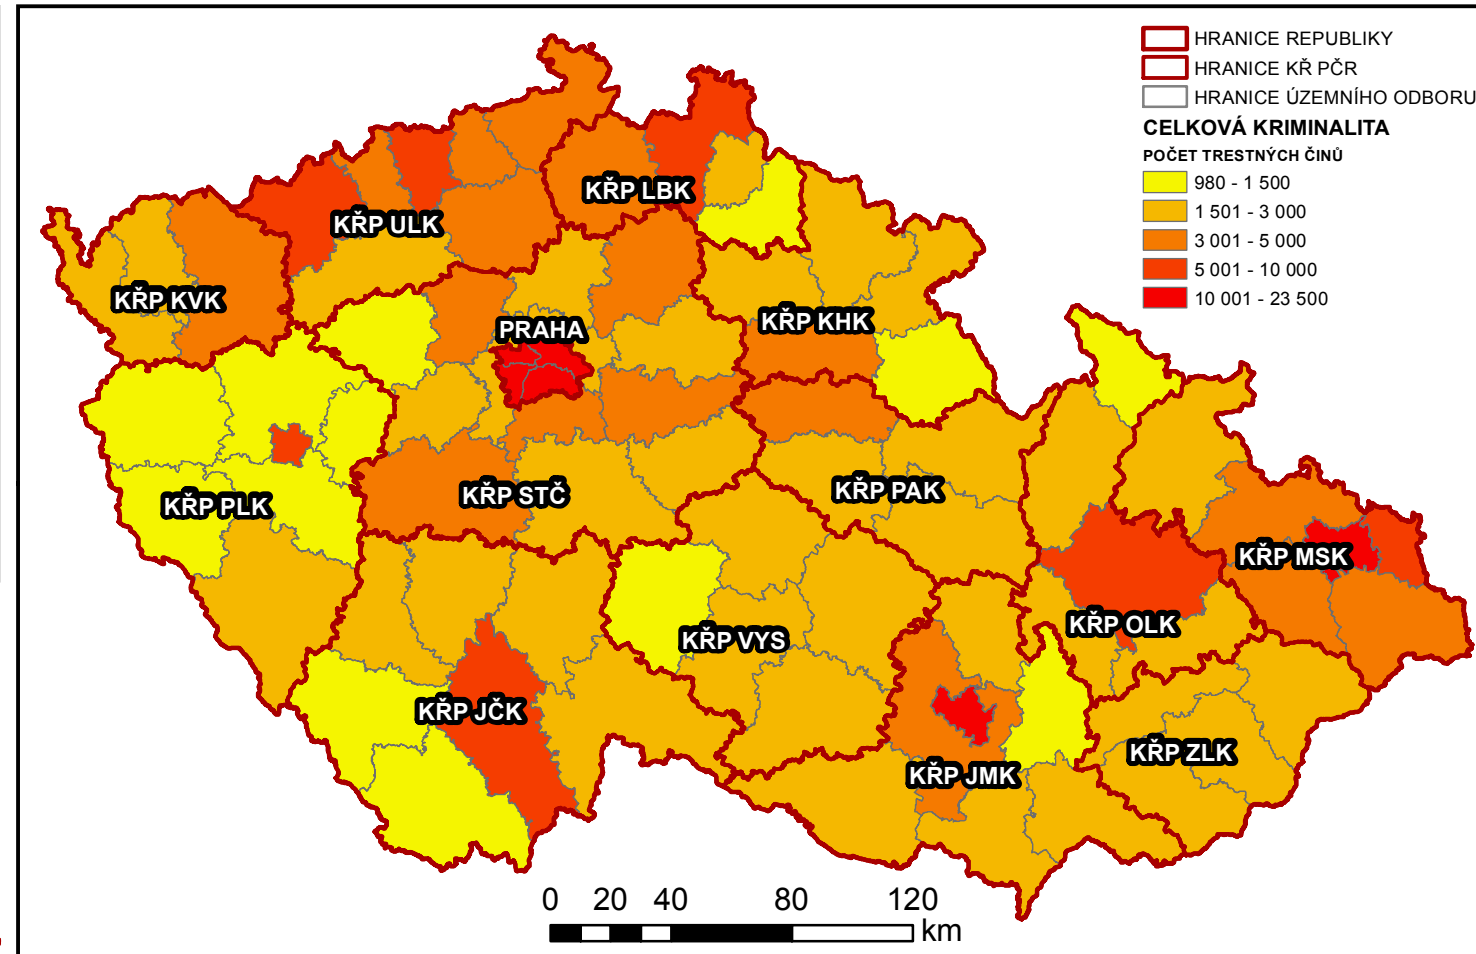 HRANICE REPUBLIKY
HRANICE KŘ PČR
HRANICE ÚZEMNÍHO ODBORU
CELKOVÁ KRIMINALITA
POČET TRESTNÝCH ČINŮ
980 - 1 500
1 501 - 3 000
3 001 - 5 000
5 001 - 10 000
10 001 - 23 500
KŘP LBK
KŘP ULK
KŘP KVK
PRAHA
KŘP KHK
KŘP STČ
KŘP PAK
KŘP PLK
KŘP MSK
KŘP OLK
KŘP VYS
KŘP JČK
KŘP ZLK
KŘP JMK
0 20 40 80 120
km